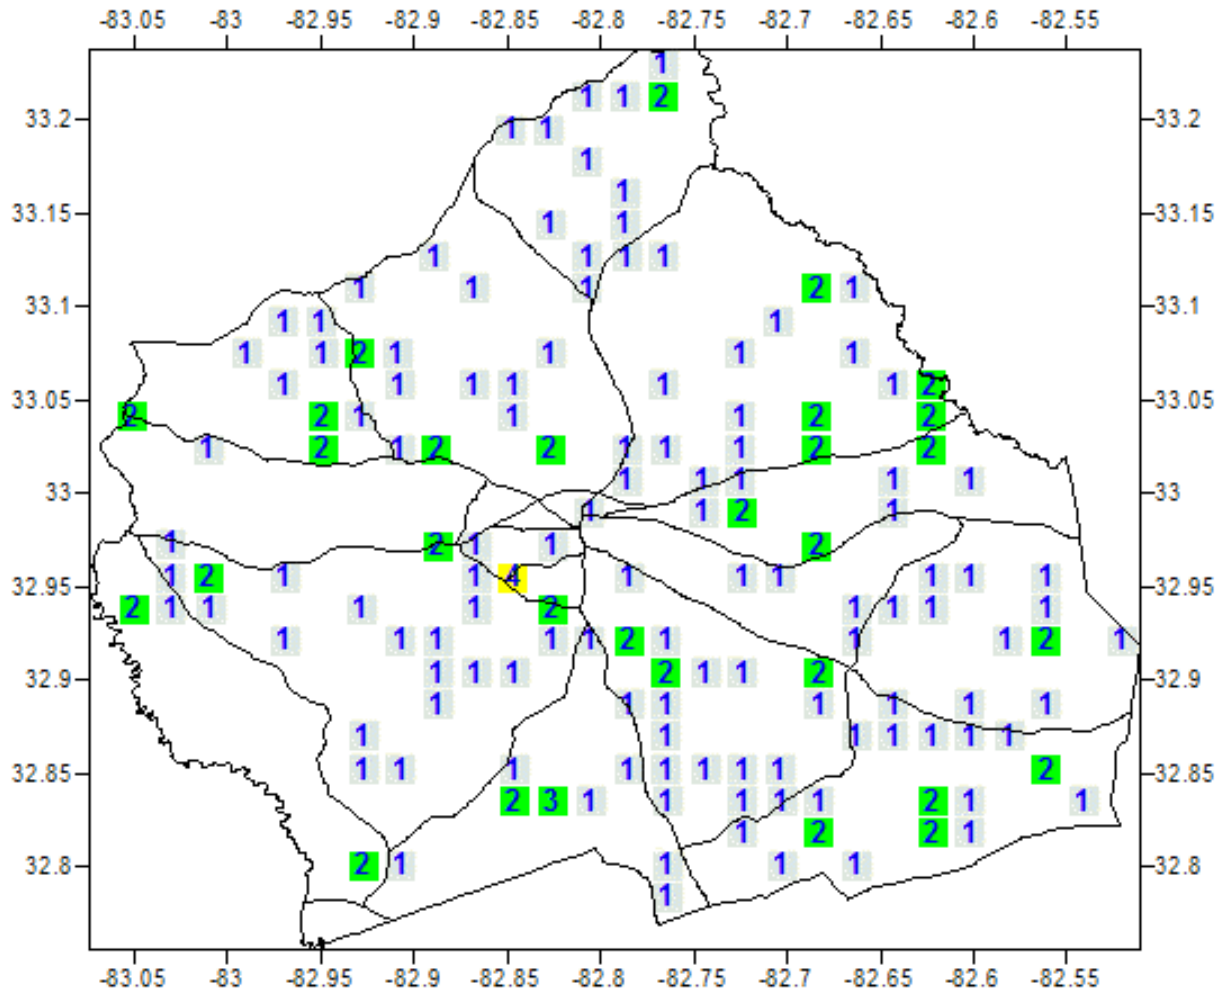 -83.05 -83 -82.95 -82.9 -82.85 -82.8 -82.75 -82.7 -82.65 -82.6 -82.55
1
1 1 2
33.2 33.2
1 1
1
1
33.15 33.15
1 1
1 1 1 1
1 1 1 2 1
33.1 33.1
1 1 1
1 1 2 1 1 1 1
1 1 1 1 1 1 2
33.05 33.05
2 2 1 1 1 2 2
1 2 1 2 2 1 1 1 2 2
1 1 1 1 1
33 33
1 1 2 1
1 2 1 1 2
1 2 1 1 4 1 1 1 1 1 1
32.95 32.95
2 1 1 1 1 2 1 1 1 1
1 1 1 1 1 2 1 1 1 2 1
1 1 1 2 1 1 2
32.9 32.9
1 1 1 1 1 1 1
1 1 1 1 1 1 1
1 1 1 1 1 1 1 1 2
32.85 32.85
2 3 1 1 1 1 1 2 1 1
1 2 2 1
32.8 2 1 1 1 1 32.8
1
-83.05 -83 -82.95 -82.9 -82.85 -82.8 -82.75 -82.7 -82.65 -82.6 -82.55